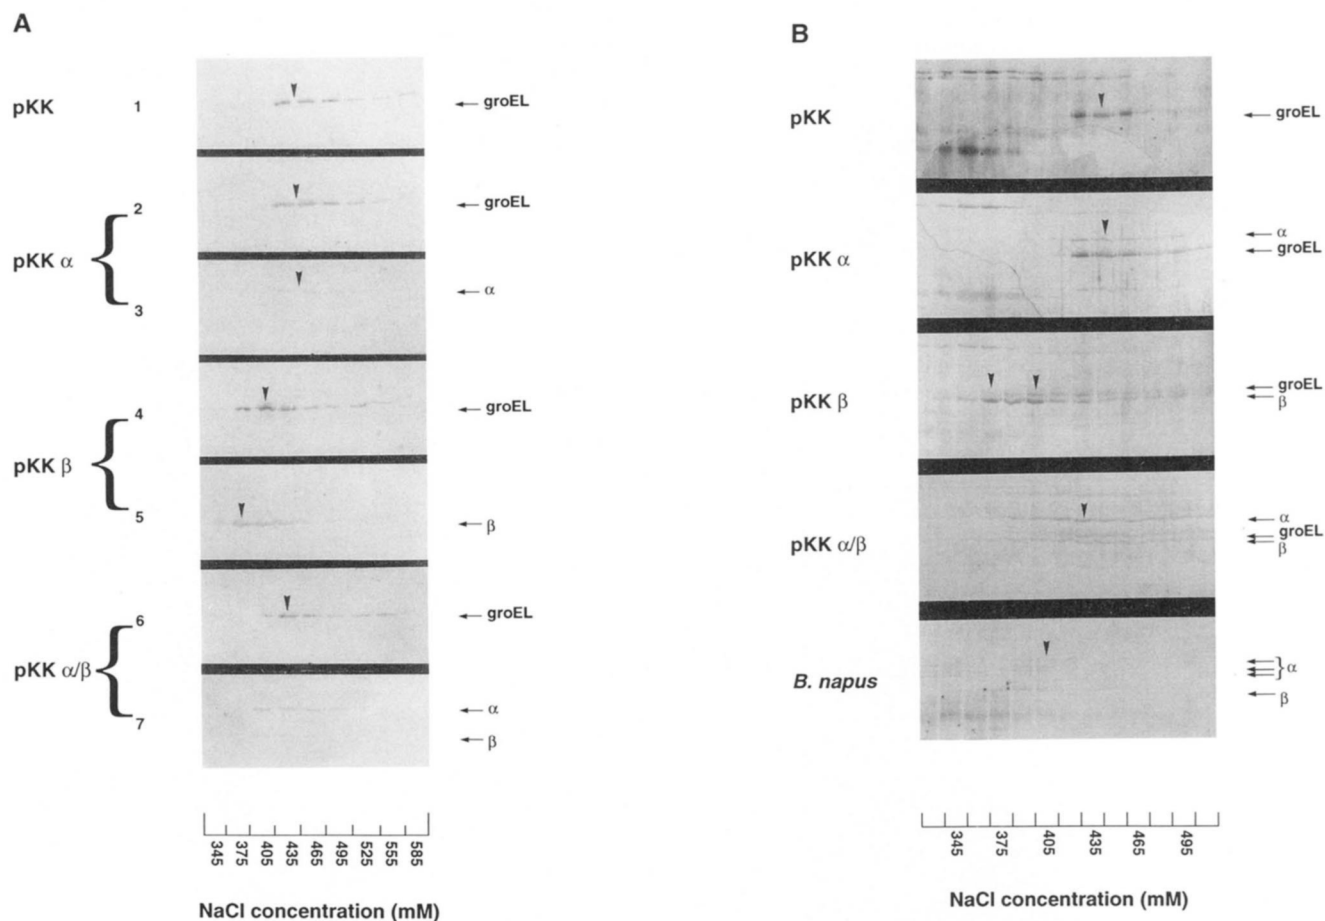 A
pKK 1 groEL
2 groEL
pKK α
3 α
4 groEL
pKK β
5 β
6 groEL
pKK α/β
7 α
β
345 375 405 435 465 495 525 555 585
NaCl concentration (mM)
B
pKK groEL
α
pKK α groEL
groEL
pKK β β
α
pKK α/β groEL
β
B. napus α
β
345 375 405 435 465 495
NaCl concentration (mM)